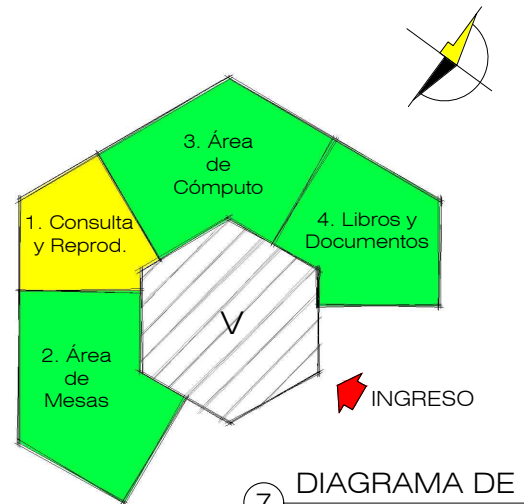 3. Área
de
Cómputo
1. Consulta
y Reprod.
4. Libros y
Documentos
V
2. Área
de
Mesas
INGRESO
7
DIAGRAMA DE